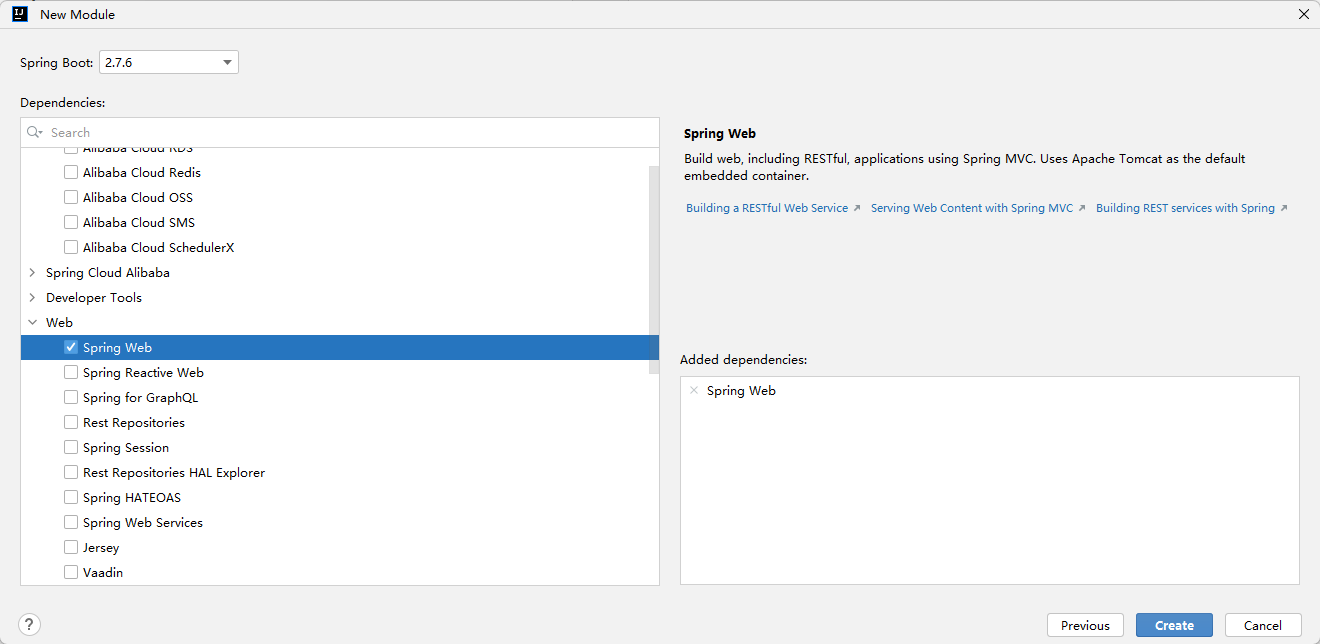 New Module
Spring Boot: 2.7.6
Dependencies:
Search
Alibaba Cloud RDS
Alibaba Cloud Redis
Alibaba Cloud OSS
Alibaba Cloud SMS
Alibaba Cloud SchedulerX
Spring Cloud Alibaba
Developer Tools
Web
Spring Web
Spring Reactive Web
Spring for GraphQL
Rest Repositories
Spring Session
Rest Repositories HAL Explorer
Spring HATEOAS
Spring Web Services
Jersey
Vaadin
Spring Web
Build web, including RESTful, applications using Spring MVC. Uses Apache Tomcat as the default
embedded container.
Building a RESTful Web Service Serving Web Content with Spring MVC Building REST services with Spring
Added dependencies:
Spring Web
? Previous Create Cancel